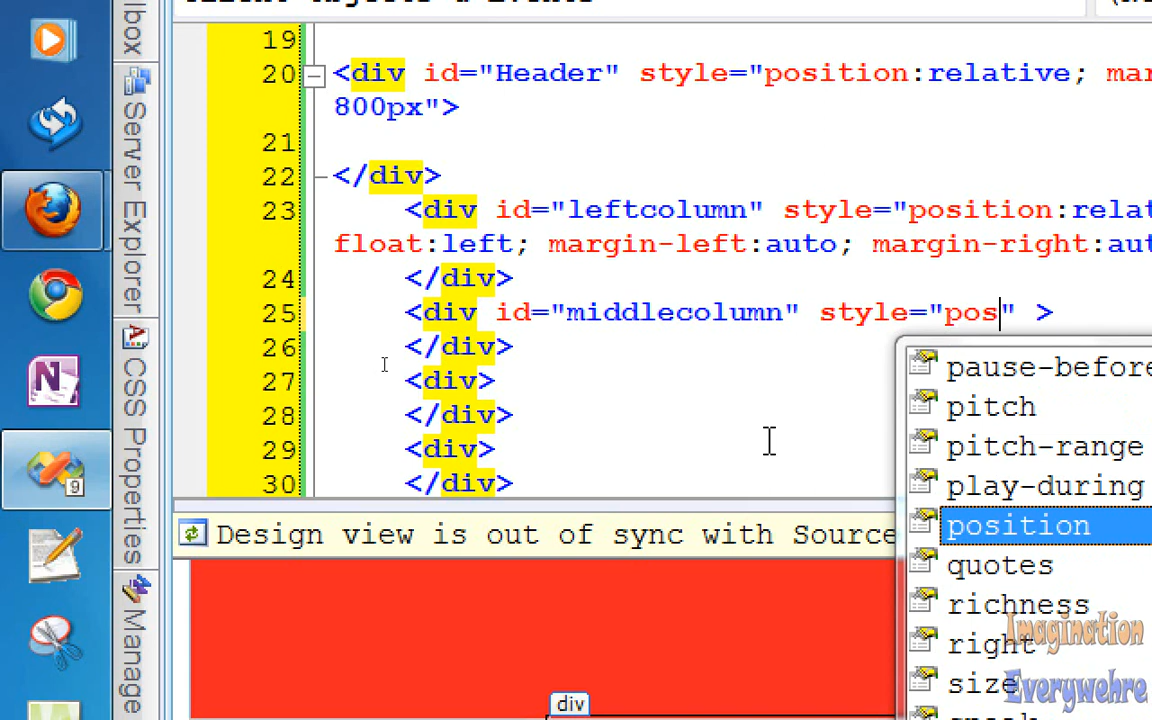 19
20 <div id="Header" style="position:relative; mar
800px">
21
22 </div>
23 <div id="leftcolumn" style="position:relat
float:left; margin-left:auto; margin-right:aut
24 </div>
25 <div id="middlecolumn" style="pos" >
26 </div>
27 <div>
28 </div>
29 <div>
30 </div>
pause-before
pitch
pitch-range
play-during
position
quotes
richness
right
size
Design view is out of sync with Source
div
lbox
Server Explorer
CSS Properties
Manage
N
9
A
Imagination
Everywehre